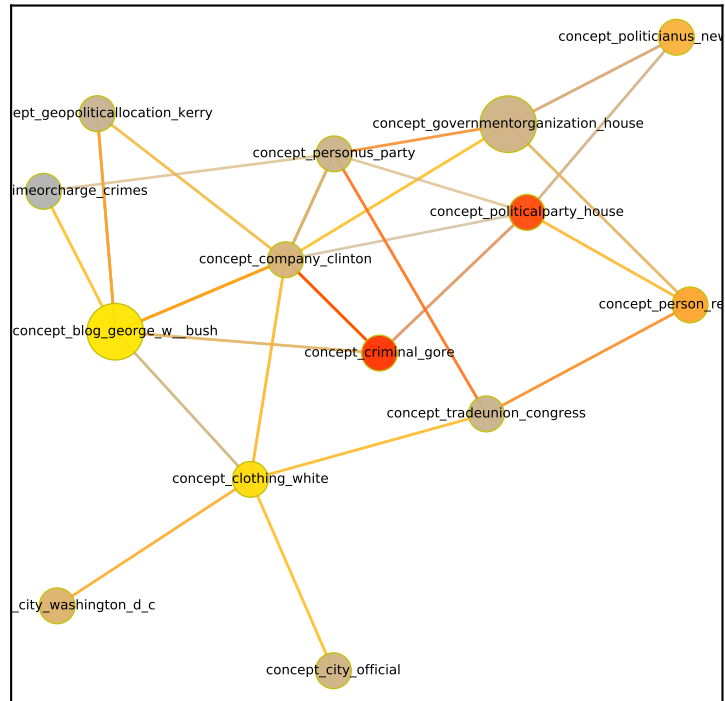 concept_politicianus_new
ept_geopoliticallocation_kerry
concept_governmentorganization_house
concept_personus_party
imeorcharge_crimes
concept_politicalparty_house
concept_company_clinton
concept_person_re
concept_blog_george_w__bush
concept_criminal_gore
concept_tradeunion_congress
concept_clothing_white
_city_washington_d_c
concept_city_official